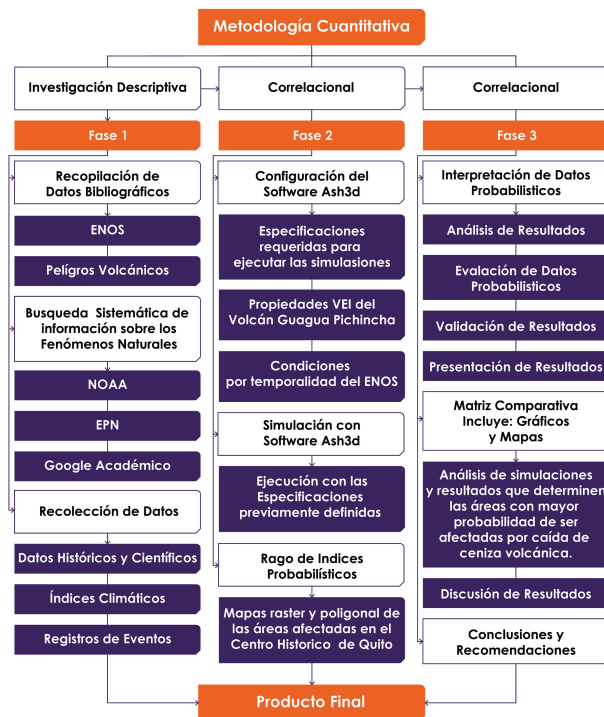 Metodología Cuantitativa
Investigación Descriptiva
Correlacional
Correlacional
Fase 1
Fase 2
Fase 3
Recopilación de
Datos Bibliográficos
ENOS
Pelígros Volcánicos
Busqueda Sistemática de
información sobre los
Fenómenos Naturales
NOAA
EPN
Google Académico
Recolección de Datos
Datos Históricos y Científicos
Índices Climáticos
Registros de Eventos
Configuración del
Software Ash3d
Especificaciones
requeridas para
ejecutar las simulasiones
Propiedades VEI del
Volcán Guagua Pichincha
Condiciones
por temporalidad del ENOS
Simulación con
Software Ash3d
Ejecución con las
Especificaciones
previamente definidas
Rago de Indices
Probabilísticos
Mapas raster y poligonal de
las áreas afectadas en el
Centro Historico de Quito
Interpretación de Datos
Probabilisticos
Análisis de Resultados
Evaluación de Datos
Probabilisticos
Validación de Resultados
Presentación de Resultados
Matriz Comparativa
Incluye: Gráficos
y Mapas
Análisis de simulaciones
y resultados que determinen
las áreas con mayor
probabilidad de ser
afectadas por caída de
ceniza volcánica.
Discusión de Resultados
Conclusiones y
Recomendaciones
Producto Final